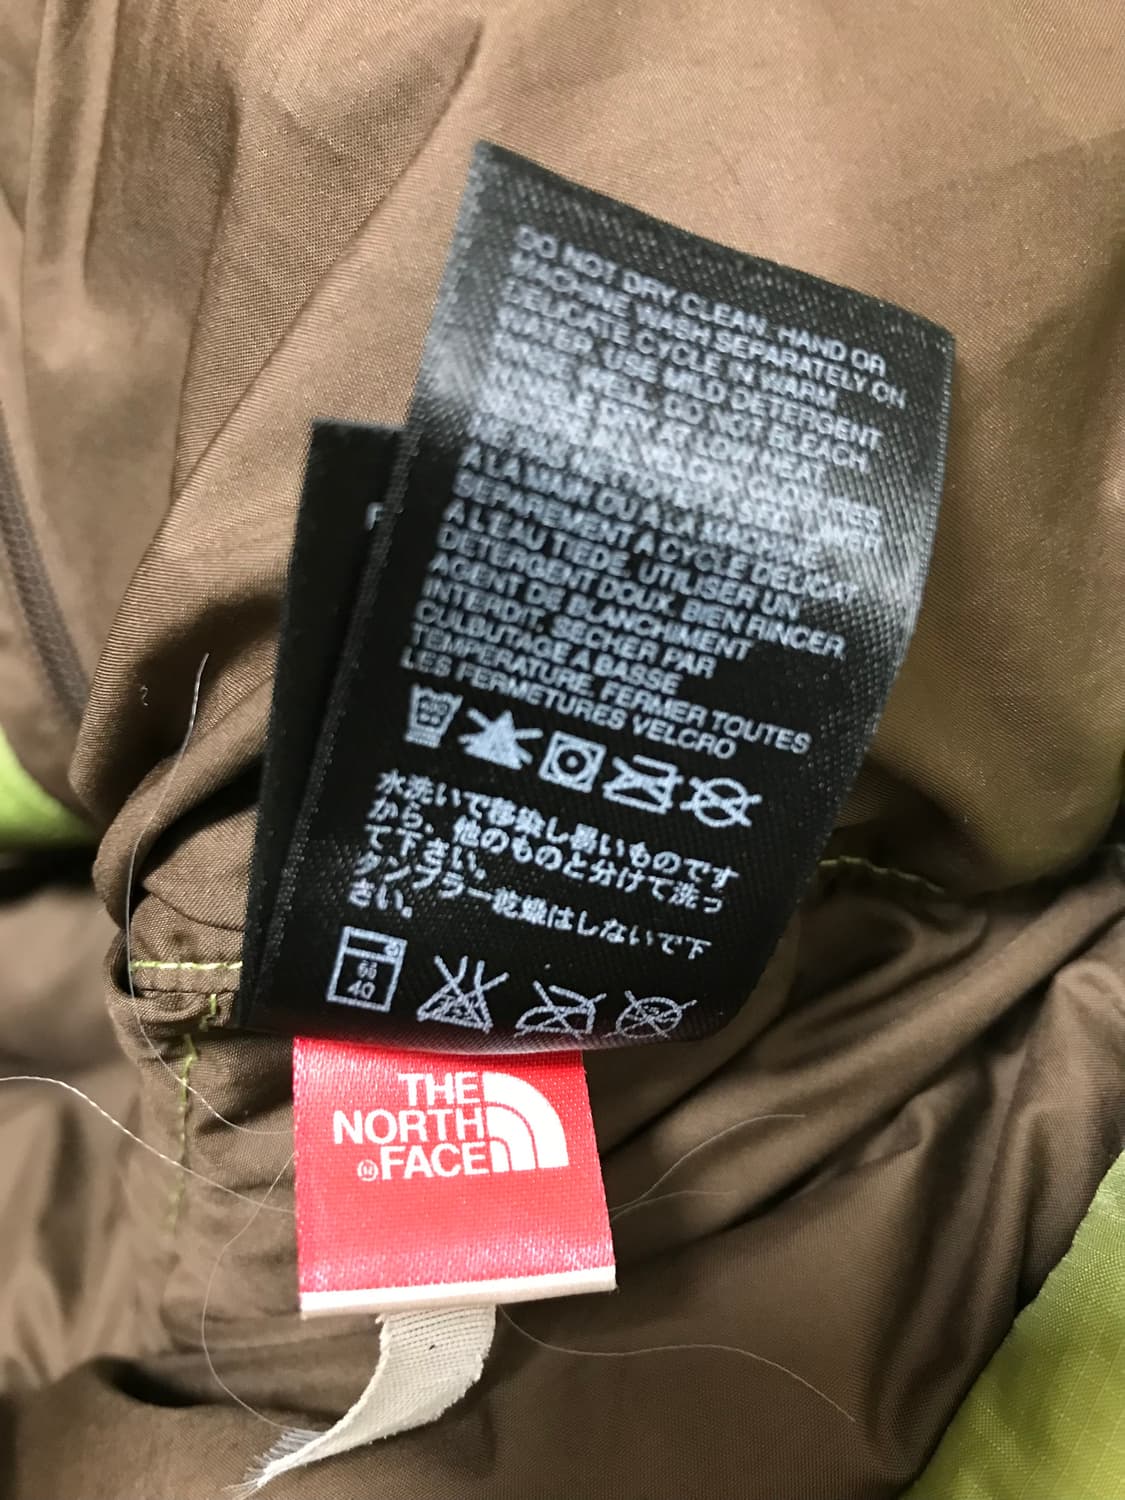 DO NOT DRY CLEAN. HAND OR
MACHINE WASH SEPARATELY ON
DELICATE CYCLE IN WARM
WATER. USE MILD DETERGENT
RINSE WELL. DO NOT BLEACH.
TUMBLE DRY AT LOW HEAT
A LA MAIN OU A LA MACHINE
SEPAREMENT A CYCLE DELICAT
A L'EAU TIEDE. UTILISER UN
DETERGENT DOUX. BIEN RINCER.
AGENT DE BLANCHIMENT
INTERDIT. SECHER PAR
CULBUTAGE A BASSE
TEMPERATURE. FERMER TOUTES
LES FERMETURES VELCRO
水洗いで移染し易いものです
から、他のものと分けて洗っ
て下さい。
タンブラー乾燥はしないで下
さい。
40
THE
NORTH
FACE